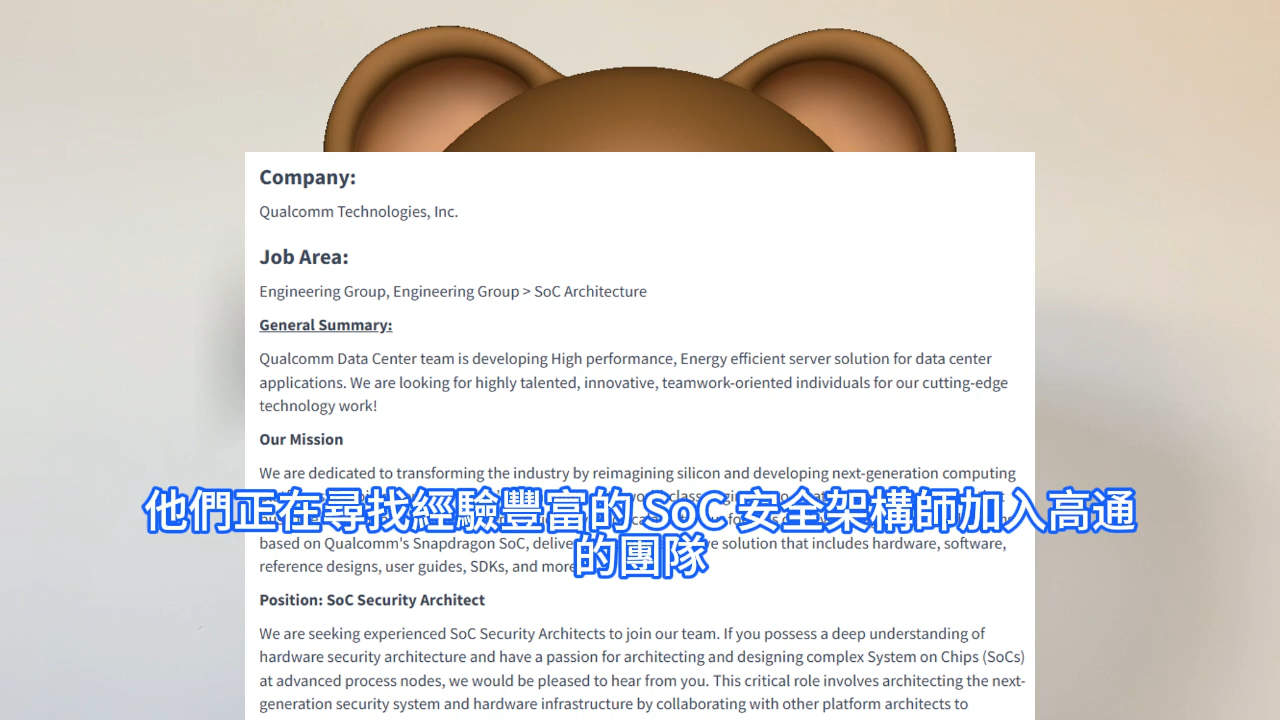 Company:
Qualcomm Technologies, Inc.
Job Area:
Engineering Group, Engineering Group > SoC Architecture
General Summary:
Qualcomm Data Center team is developing High performance, Energy efficient server solution for data center
applications. We are looking for highly talented, innovative, teamwork-oriented individuals for our cutting-edge
technology work!
Our Mission
We are dedicated to transforming the industry by reimagining silicon and developing next-generation computing
他們正在尋找經驗豐富的 SoC 安全架構師加入高通
的團隊
based on Qualcomm's Snapdragon SoC, solution that includes hardware, software,
reference designs, user guides, SDKs, and more
Position: SoC Security Architect
We are seeking experienced SoC Security Architects to join our team. If you possess a deep understanding of
hardware security architecture and have a passion for architecting and designing complex System on Chips (SoCs)
at advanced process nodes, we would be pleased to hear from you. This critical role involves architecting the next-
generation security system and hardware infrastructure by collaborating with other platform architects to